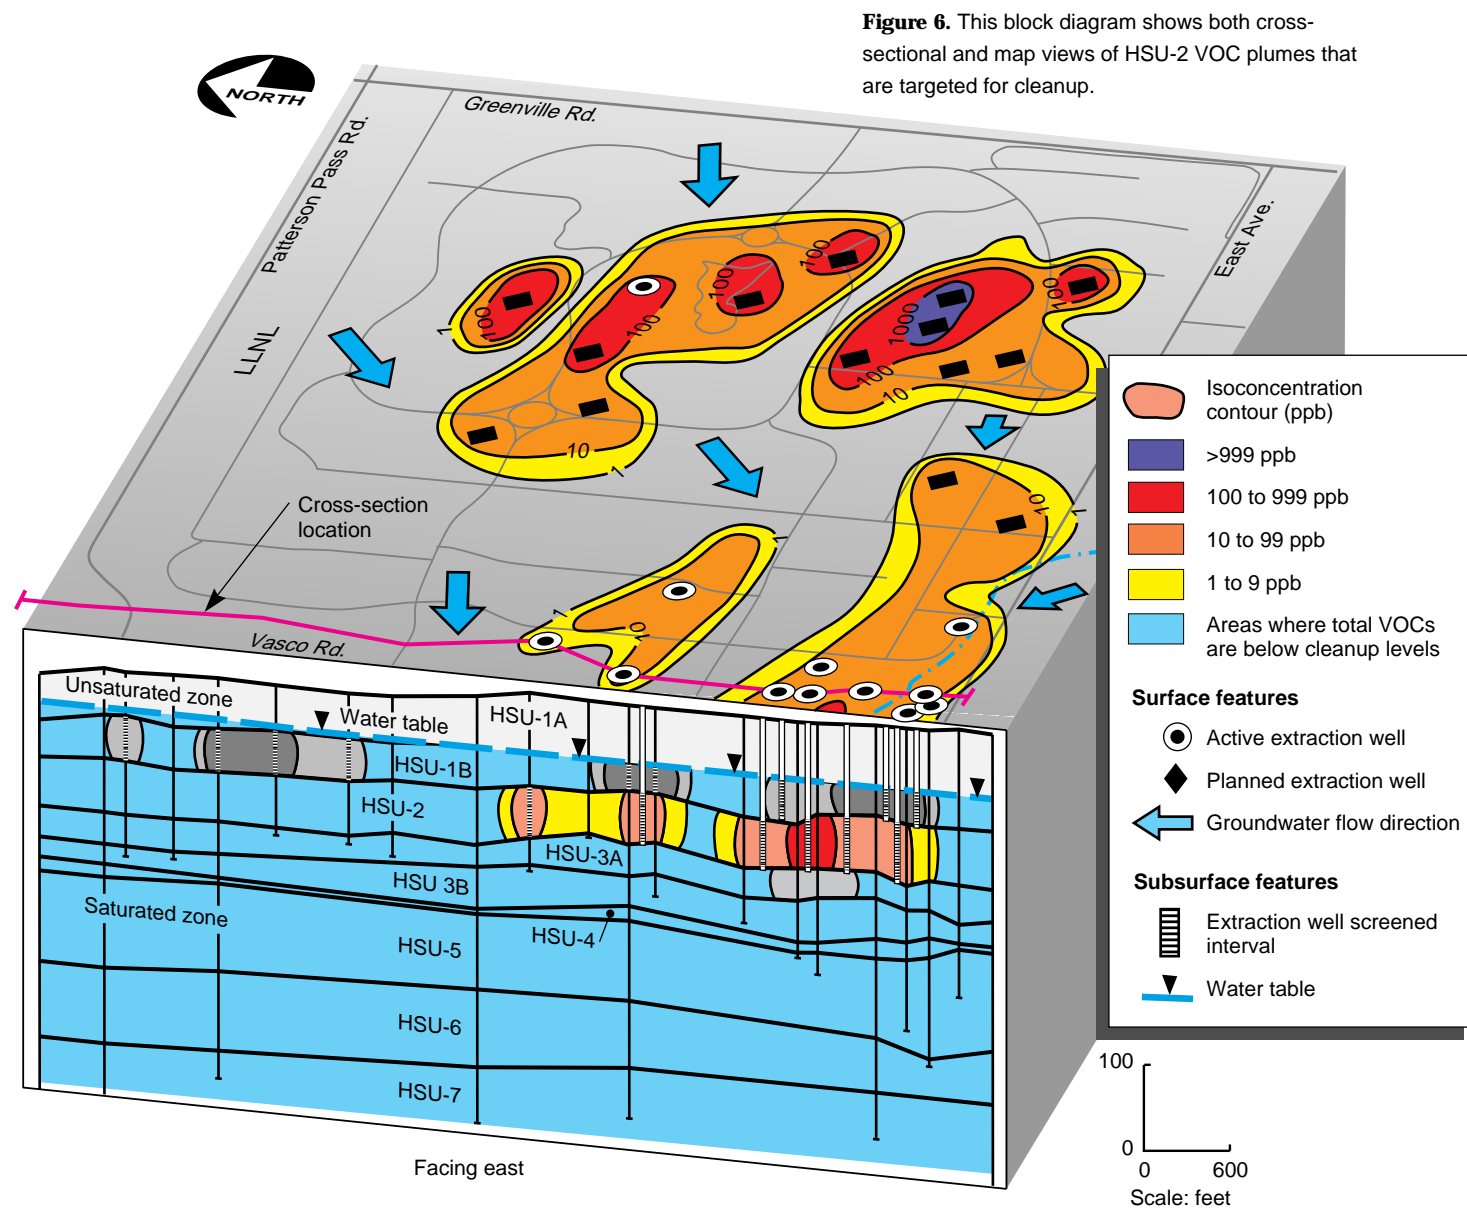 Figure 6. This block diagram shows both cross-
sectional and map views of HSU-2 VOC plumes that
are targeted for cleanup.
NORTH
Greenville Rd.
Patterson Pass Rd.
East Ave.
LLNL
100
100
100
1
100
100
1000
100
100
10
10
1
10
1
Cross-section
location
1
1
10
Vasco Rd.
Isoconcentration
contour (ppb)
>999 ppb
100 to 999 ppb
10 to 99 ppb
1 to 9 ppb
Areas where total VOCs
are below cleanup levels
Surface features
Active extraction well
Planned extraction well
Groundwater flow direction
Subsurface features
Extraction well screened
interval
Water table
Unsaturated zone
Water table
HSU-1A
HSU-1B
HSU-2
HSU-3A
HSU 3B
Saturated zone
HSU-4
HSU-5
HSU-6
HSU-7
Facing east
100
0
0 600
Scale: feet